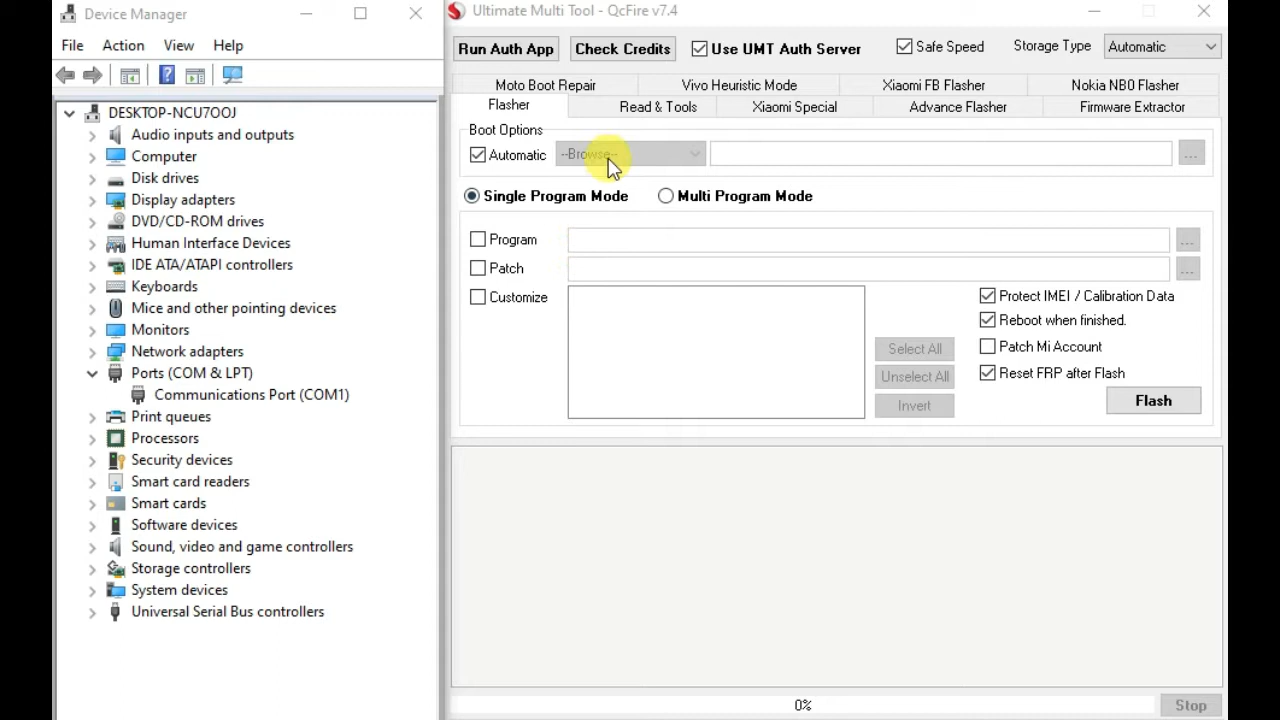 Device Manager
File Action View Help
DESKTOP-NCU7OOJ
Audio inputs and outputs
Computer
Disk drives
Display adapters
DVD/CD-ROM drives
Human Interface Devices
IDE ATA/ATAPI controllers
Keyboards
Mice and other pointing devices
Monitors
Network adapters
Ports (COM & LPT)
Communications Port (COM1)
Print queues
Processors
Security devices
Smart card readers
Smart cards
Software devices
Sound, video and game controllers
Storage controllers
System devices
Universal Serial Bus controllers
Ultimate Multi Tool - QcFire v7.4
Run Auth App Check Credits Use UMT Auth Server Safe Speed Storage Type Automatic
Moto Boot Repair Vivo Heuristic Mode Xiaomi FB Flasher Nokia NB0 Flasher
Flasher Read & Tools Xiaomi Special Advance Flasher Firmware Extractor
Boot Options
Automatic --Browse-- ...
Single Program Mode Multi Program Mode
Program ...
Patch ...
Customize
Protect IMEI / Calibration Data
Reboot when finished.
Select All Patch Mi Account
Unselect All Reset FRP after Flash
Invert Flash
0% Stop